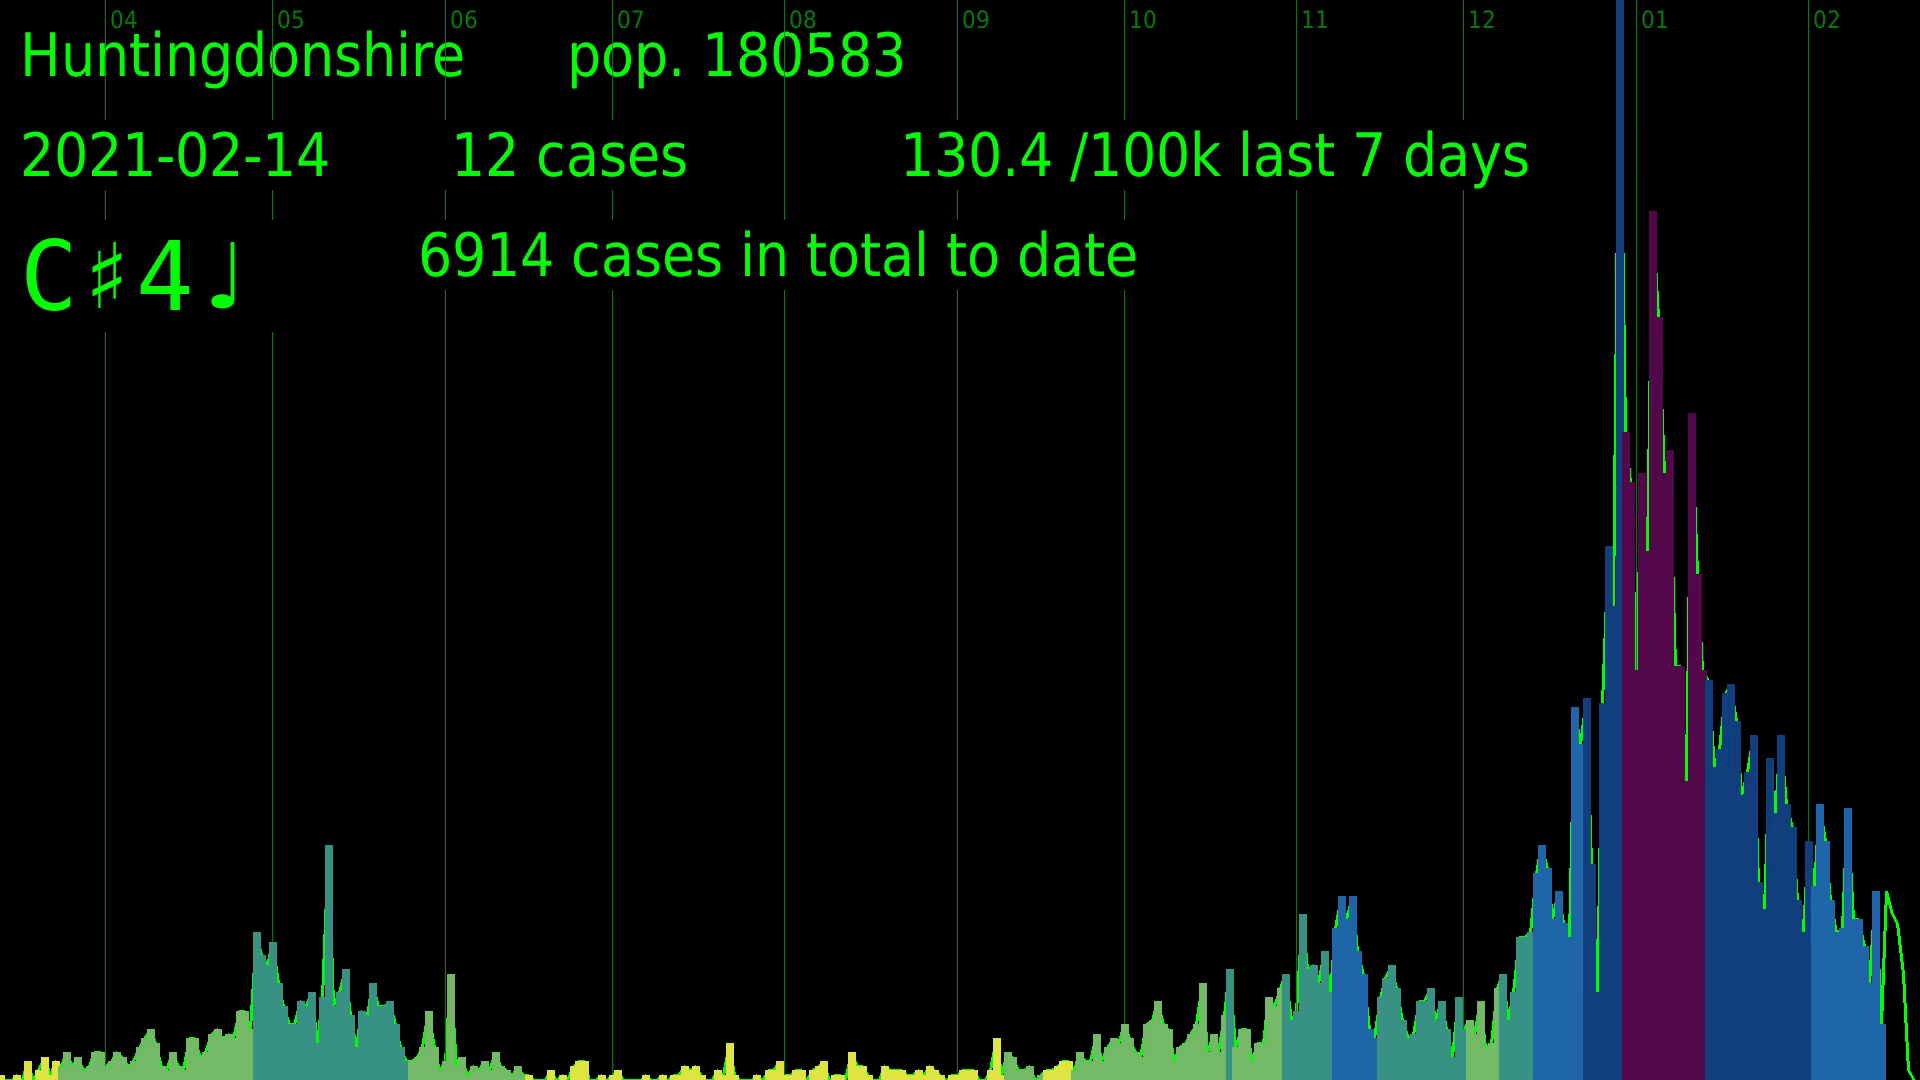 04 05 06 07 08 09 10 11 12 01 02
Huntingdonshire pop. 180583
2021-02-14 12 cases 130.4 /100k last 7 days
C♯4♩ 6914 cases in total to date